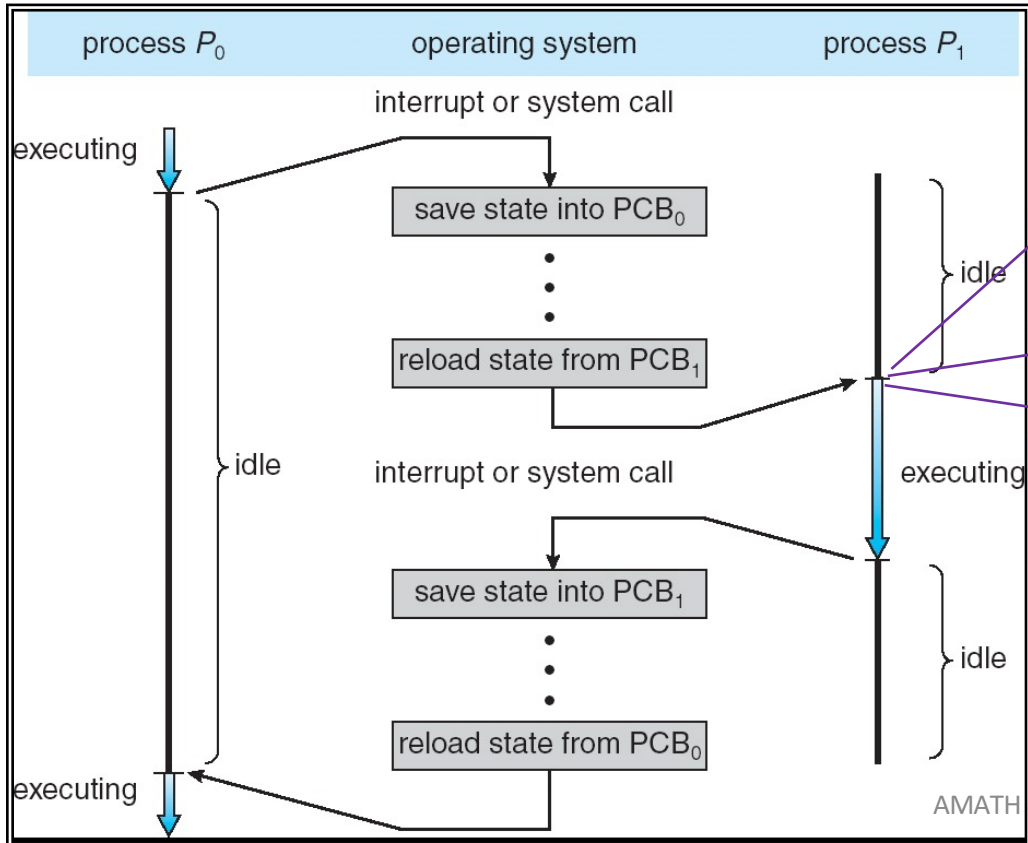 process P₀ operating system process P₁
interrupt or system call
executing
save state into PCB₀
idle
reload state from PCB₁
idle
interrupt or system call
executing
save state into PCB₁
idle
reload state from PCB₀
executing
AMATH